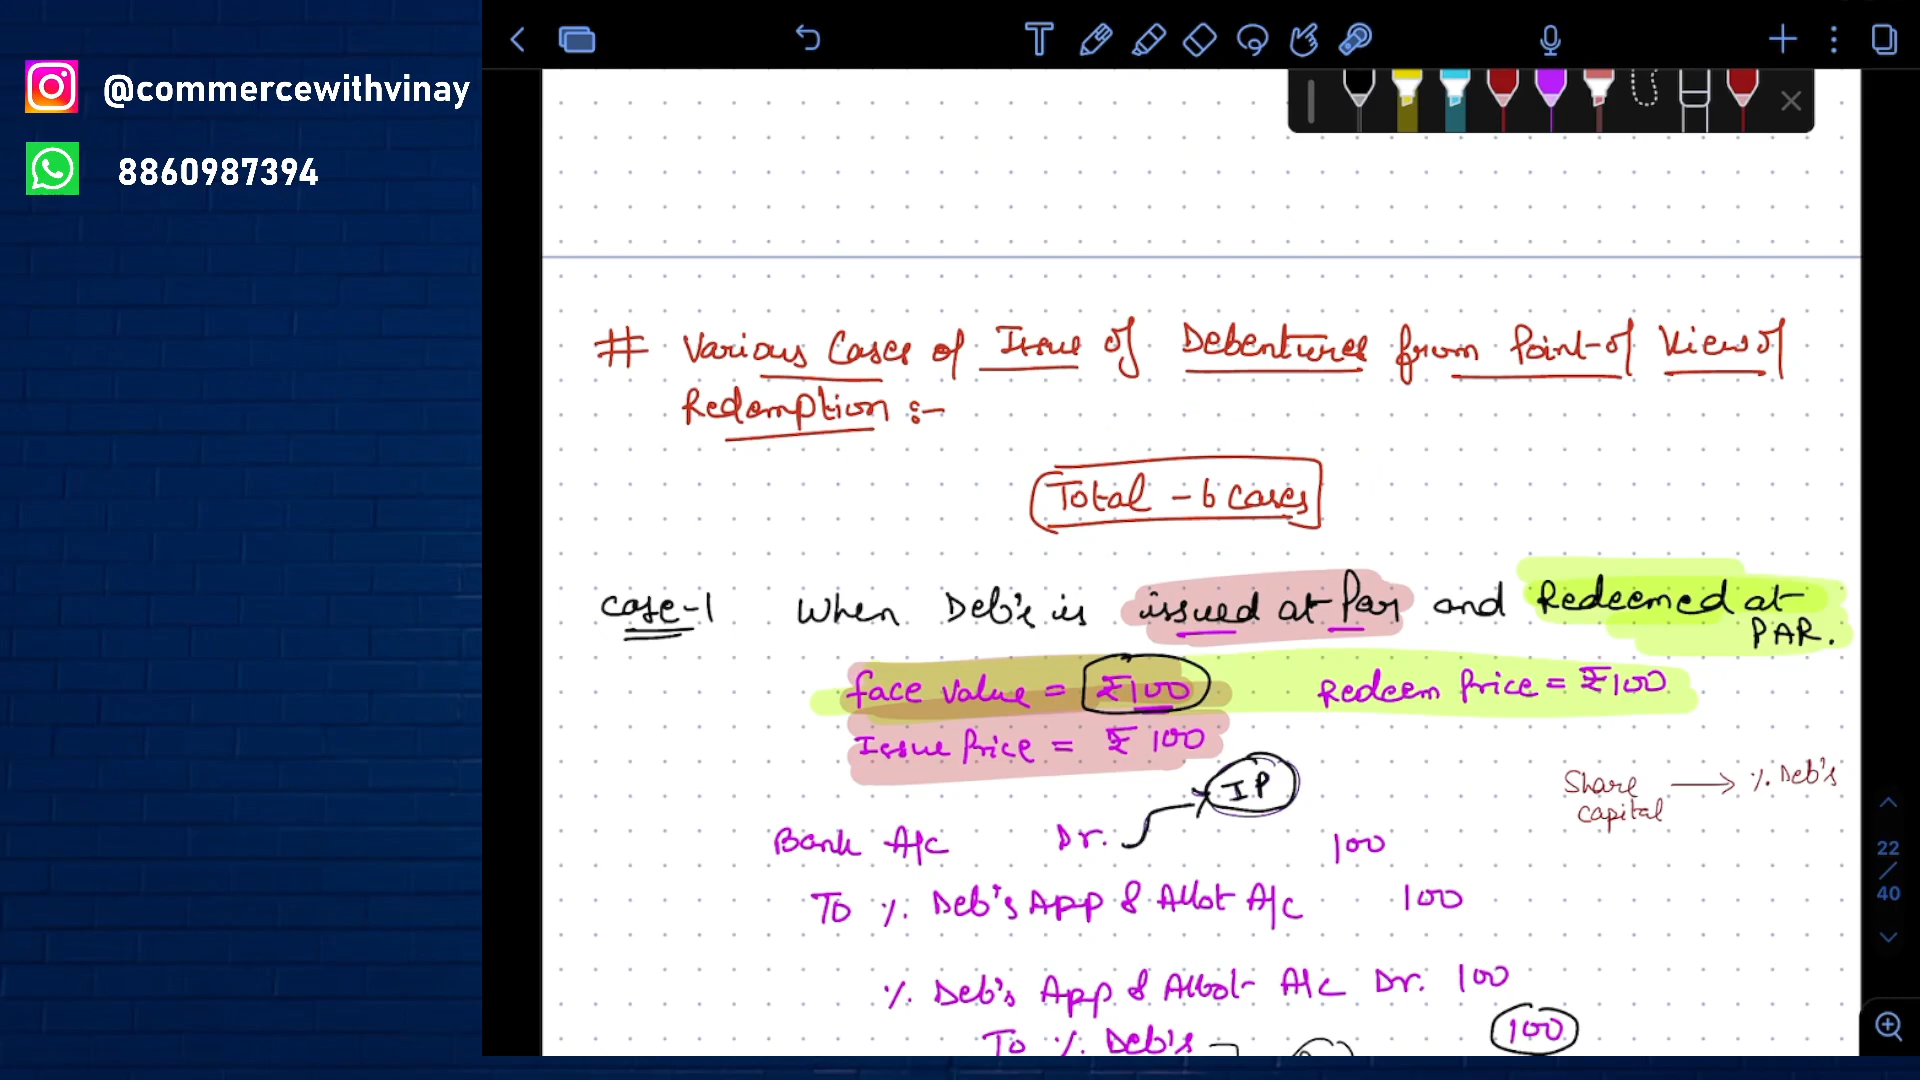 @commercewithvinay
8860987394
# Various Cases of Issue of Debentures from Point-of View of
Redemption :-
Total - 6 cases
Case-1 When Deb's is issued at Par and Redeemed at
PAR.
face value = ₹100 Redeem Price = ₹100
Issue Price = ₹ 100
IP
Share → %. Deb's
capital
Bank A/c Dr. 100
To %. Deb's App & Allot A/c 100
%. Deb's App & Allot- A/c Dr. 100
To %. Deb's 100
22
/
40